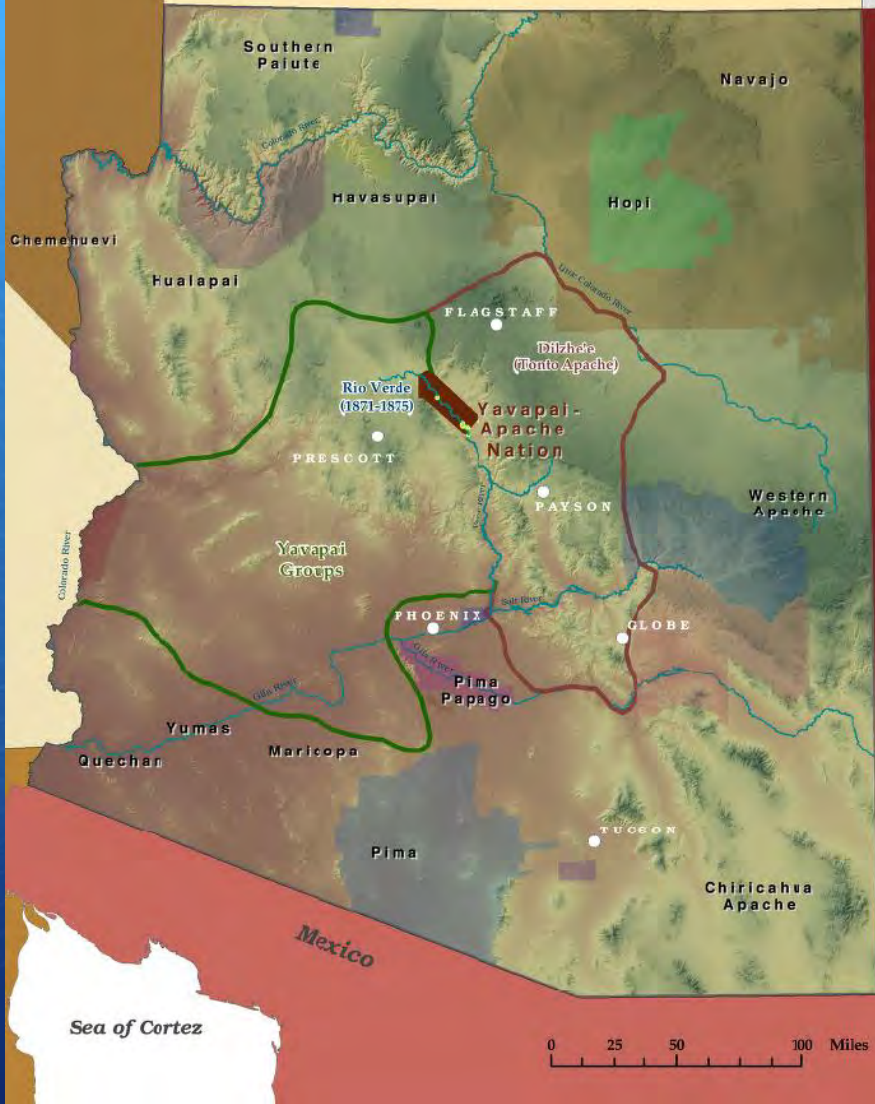 Southern
Paiute
Navajo
Colorado River
Havasupai
Hopi
Chemehuevi
Hualapai
Little Colorado River
FLAGSTAFF
Dilzhe'e
(Tonto Apache)
Rio Verde
(1871-1875)
Yavapai-
Apache
Nation
PRESCOTT
Western
Apache
PAYSON
Verde River
Yavapai
Groups
Colorado River
Salt River
PHOENIX
GLOBE
Gila River
Pima
Papago
Gila River
Yumas
Maricopa
Quechan
TUCSON
Pima
Chiricahua
Apache
Mexico
Sea of Cortez
0 25 50 100 Miles